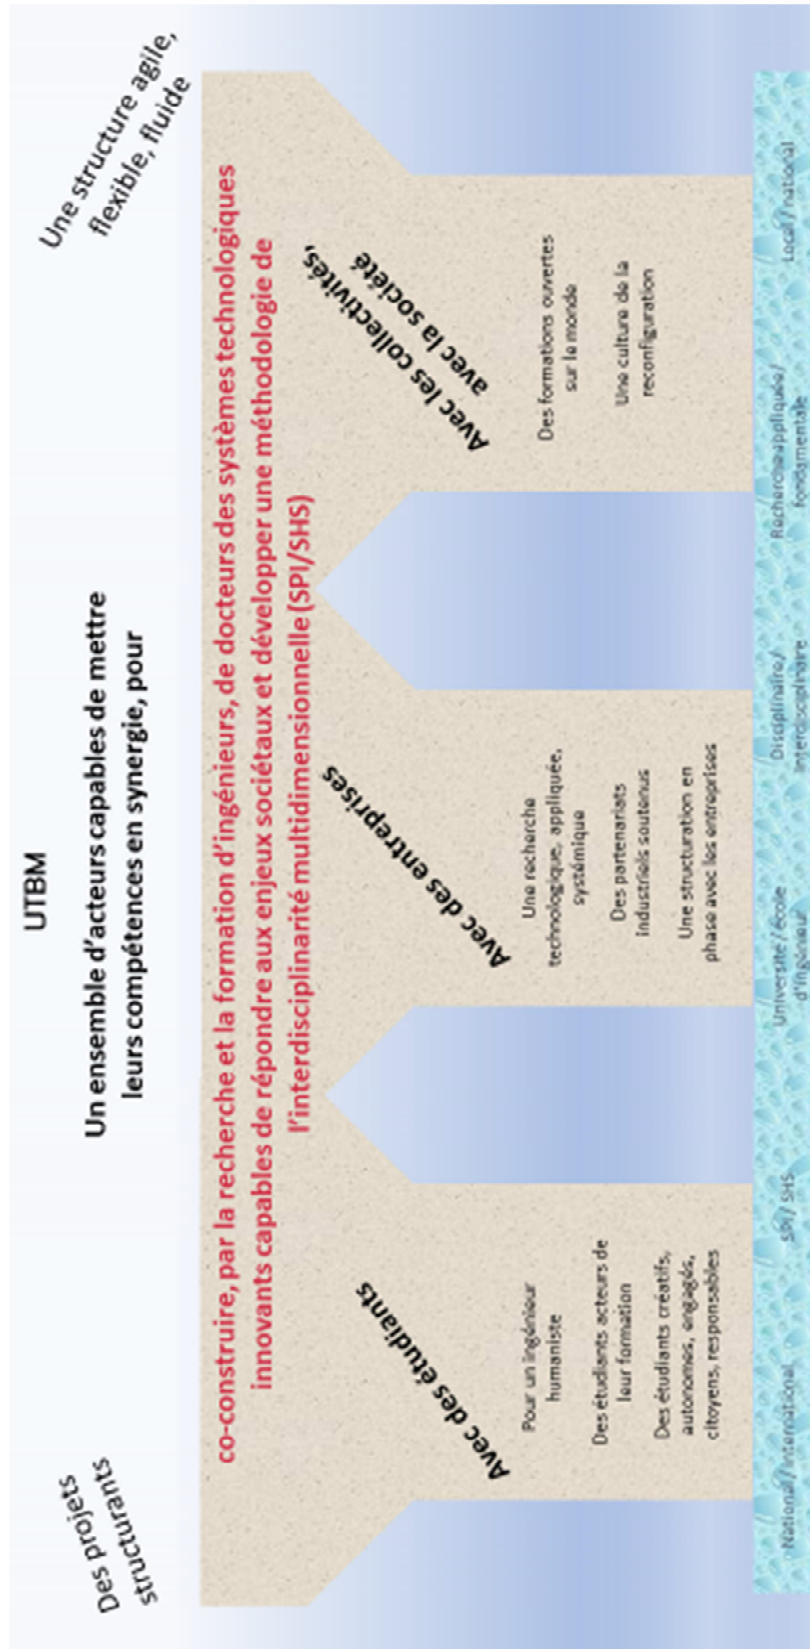 UTBM
Un ensemble d'acteurs capables de mettre
leurs compétences en synergie, pour
Des projets
structurants
Une structure agile,
flexible, fluide
co-construire, par la recherche et la formation d'ingénieurs, de docteurs des systèmes technologiques
innovants capables de répondre aux enjeux sociétaux et développer une méthodologie de
l'interdisciplinarité multidimensionnelle (SPI/SHS)
Avec des étudiants
Pour un ingénieur
humaniste
Des étudiants acteurs de
leur formation
Des étudiants créatifs,
autonomes, engagés,
citoyens, responsables
Avec des entreprises
Une recherche
technologique, appliquée,
systémique
Des partenariats
industriels soutenus
Une structuration en
phase avec les entreprises
Avec les collectivités,
avec la société
Des formations ouvertes
sur le monde
Une culture de la
reconfiguration
National / International
SPI / SHS
Université / école
d'ingénieur
Disciplinaire/
Interdisciplinaire
Recherche appliquée/
fondamentale
Local / national